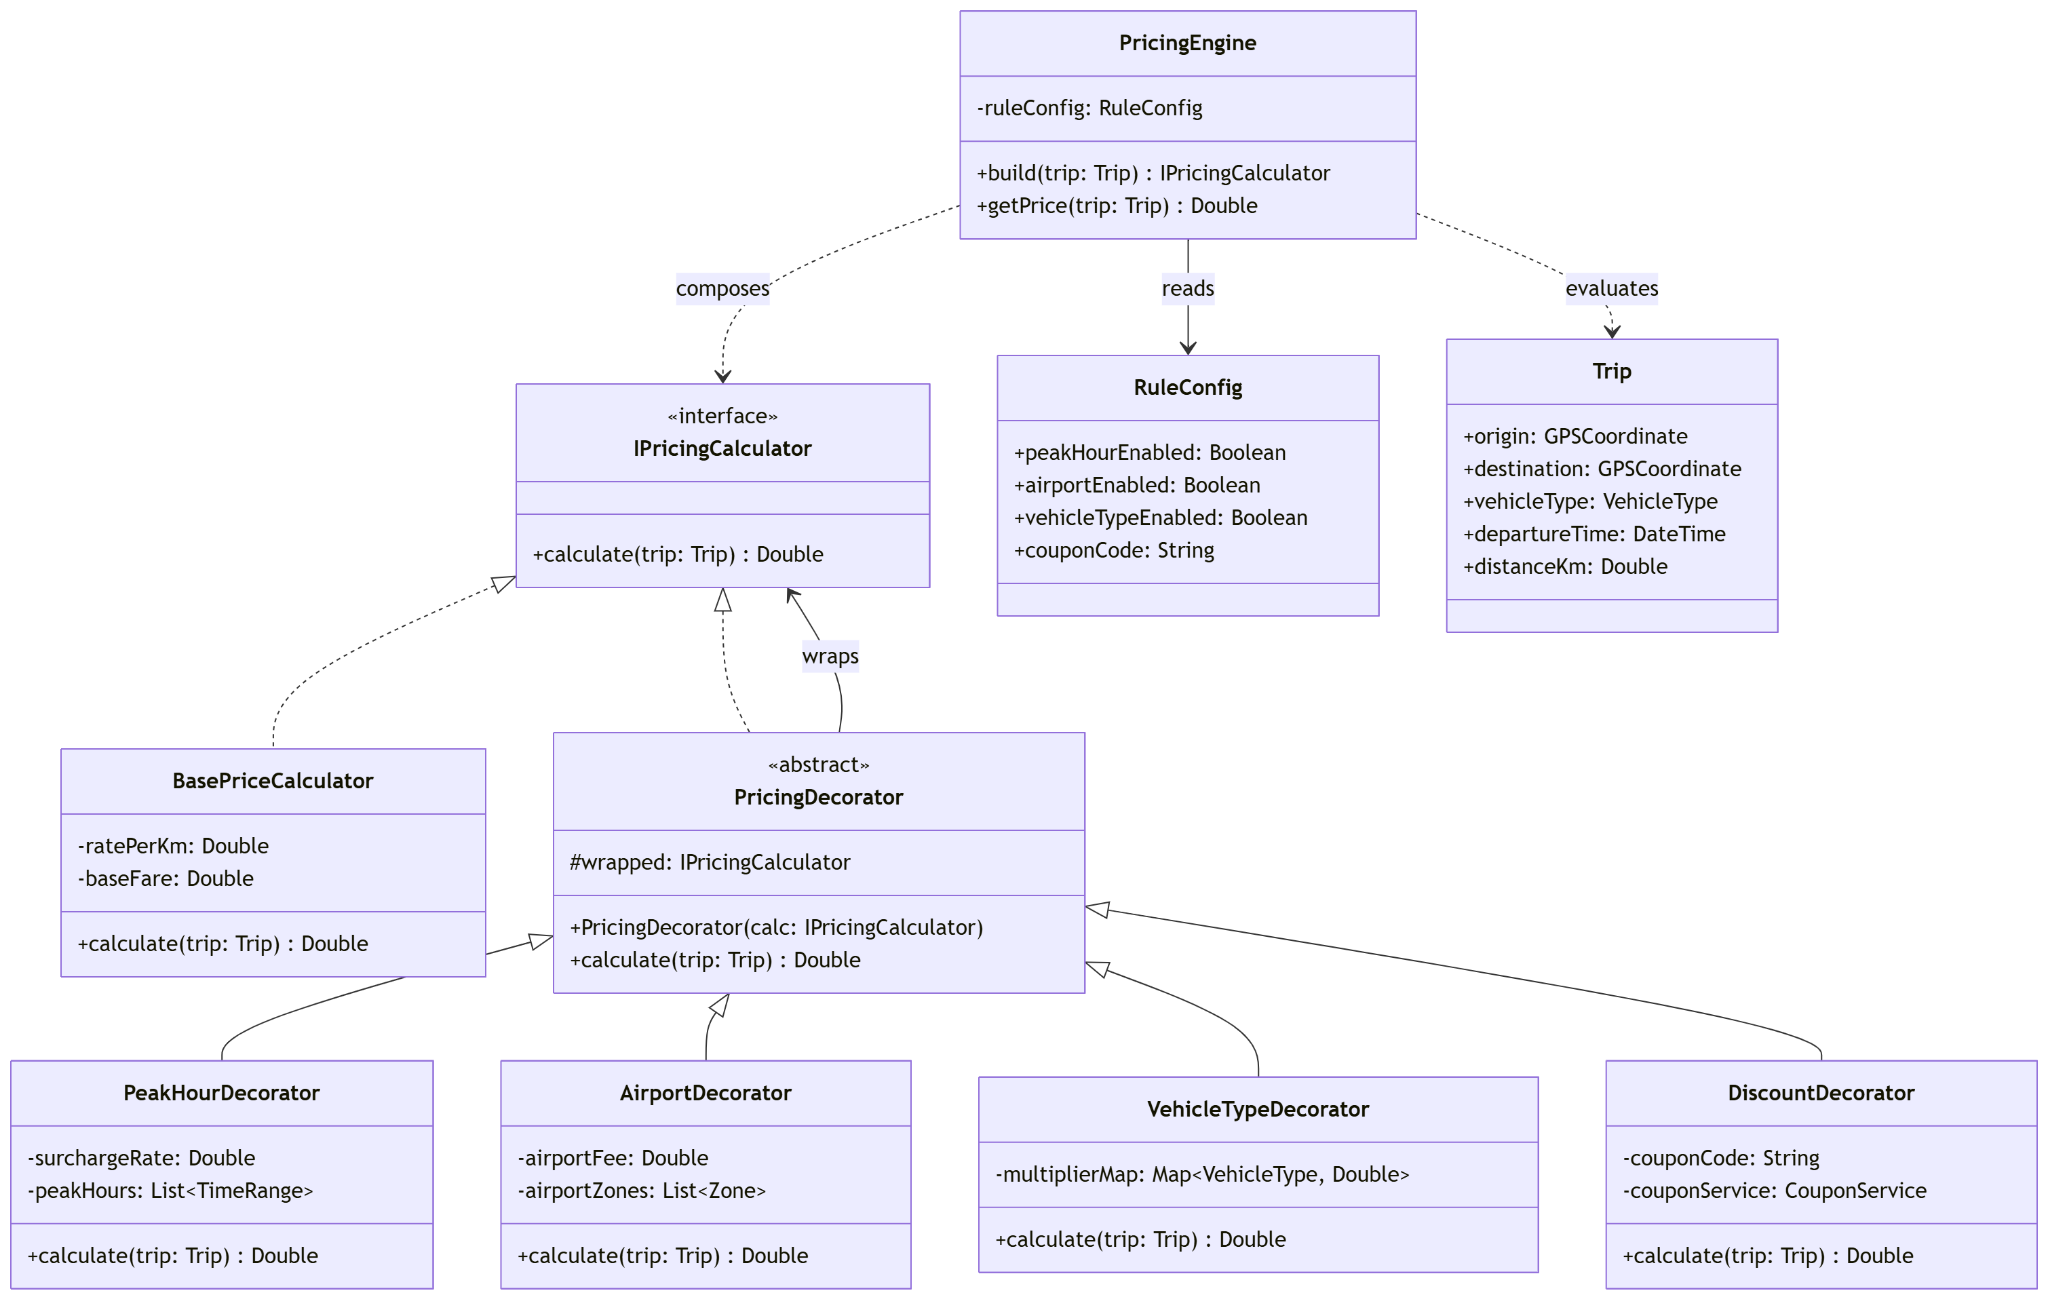 PricingEngine
-ruleConfig: RuleConfig
+build(trip: Trip) : IPricingCalculator
+getPrice(trip: Trip) : Double
composes
reads
evaluates
«interface»
IPricingCalculator
+calculate(trip: Trip) : Double
RuleConfig
+peakHourEnabled: Boolean
+airportEnabled: Boolean
+vehicleTypeEnabled: Boolean
+couponCode: String
Trip
+origin: GPSCoordinate
+destination: GPSCoordinate
+vehicleType: VehicleType
+departureTime: DateTime
+distanceKm: Double
wraps
BasePriceCalculator
-ratePerKm: Double
-baseFare: Double
+calculate(trip: Trip) : Double
«abstract»
PricingDecorator
#wrapped: IPricingCalculator
+PricingDecorator(calc: IPricingCalculator)
+calculate(trip: Trip) : Double
PeakHourDecorator
-surchargeRate: Double
-peakHours: List<TimeRange>
+calculate(trip: Trip) : Double
AirportDecorator
-airportFee: Double
-airportZones: List<Zone>
+calculate(trip: Trip) : Double
VehicleTypeDecorator
-multiplierMap: Map<VehicleType, Double>
+calculate(trip: Trip) : Double
DiscountDecorator
-couponCode: String
-couponService: CouponService
+calculate(trip: Trip) : Double